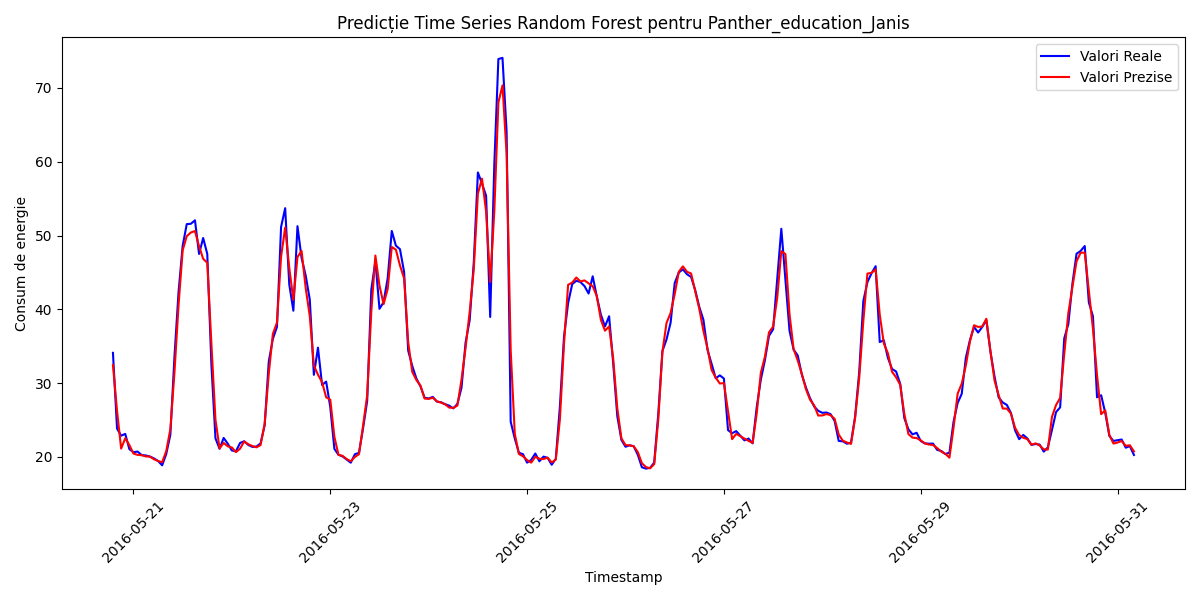 Predicție Time Series Random Forest pentru Panther_education_Janis
Valori Reale
Valori Prezise
Consum de energie
70
60
50
40
30
20
2016-05-21
2016-05-23
2016-05-25
2016-05-27
2016-05-29
2016-05-31
Timestamp